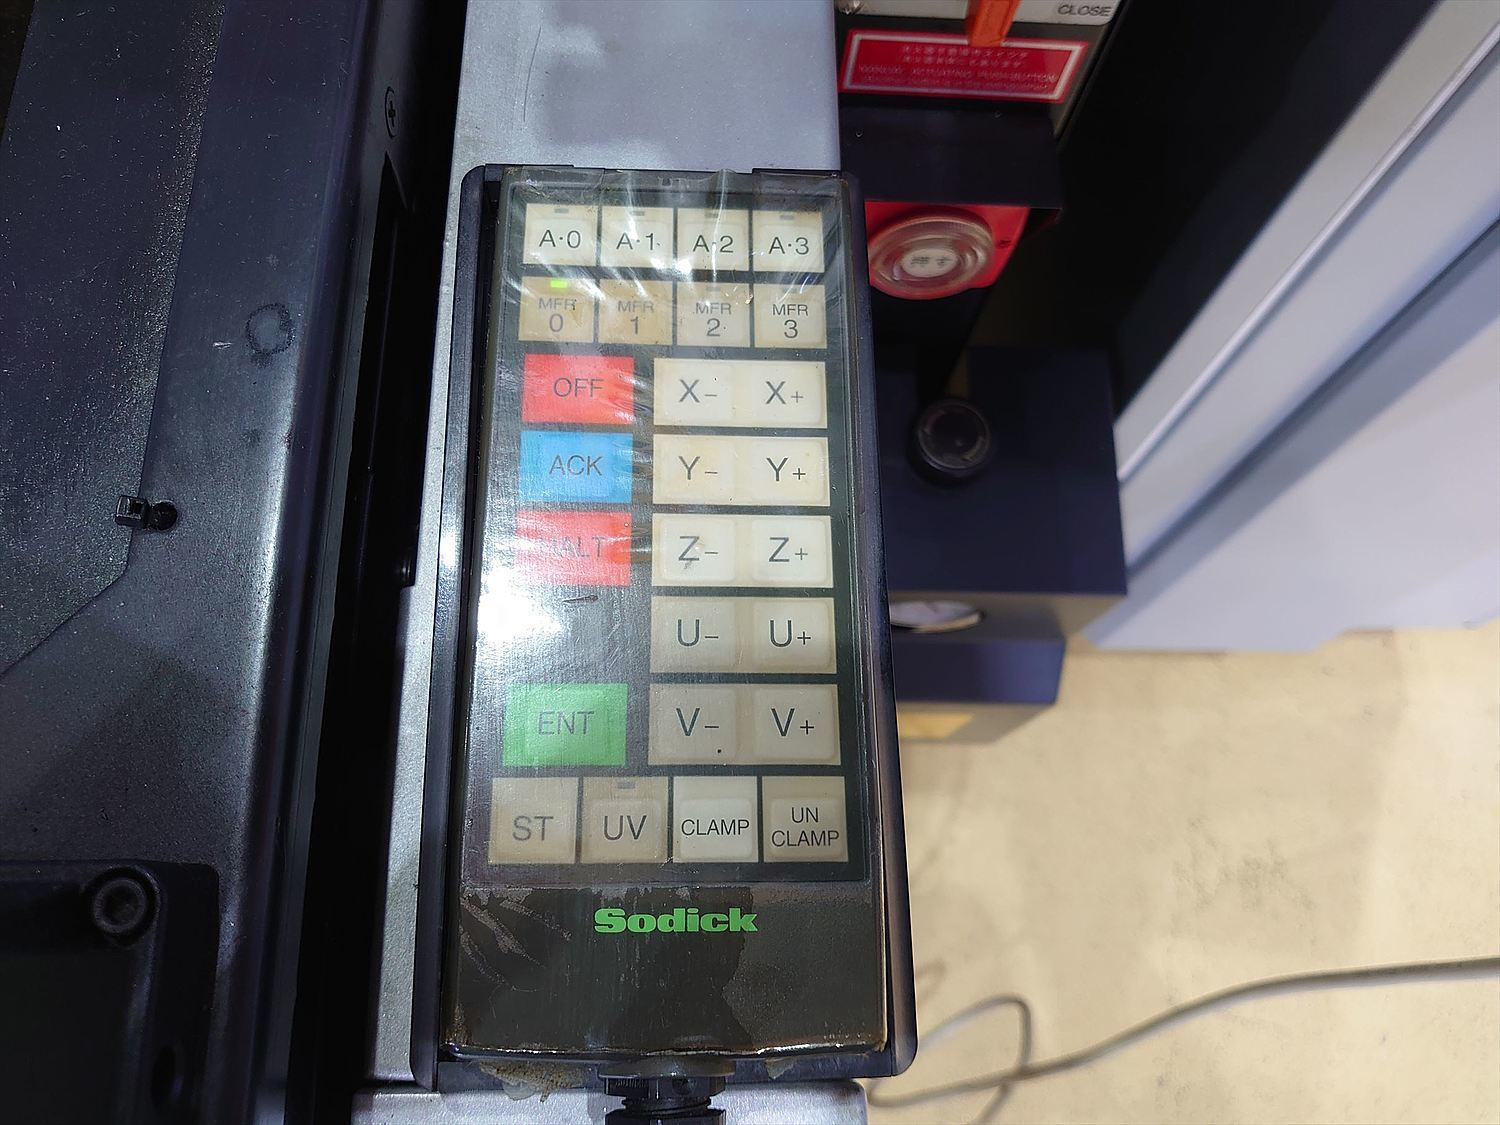 CLOSE
A·0 A·1 A·2 A·3
MFR MFR MFR MFR
0 1 2 3
OFF X- X+
ACK Y- Y+
HALT Z- Z+
U- U+
ENT V- V+
ST UV CLAMP UN
CLAMP
Sodick